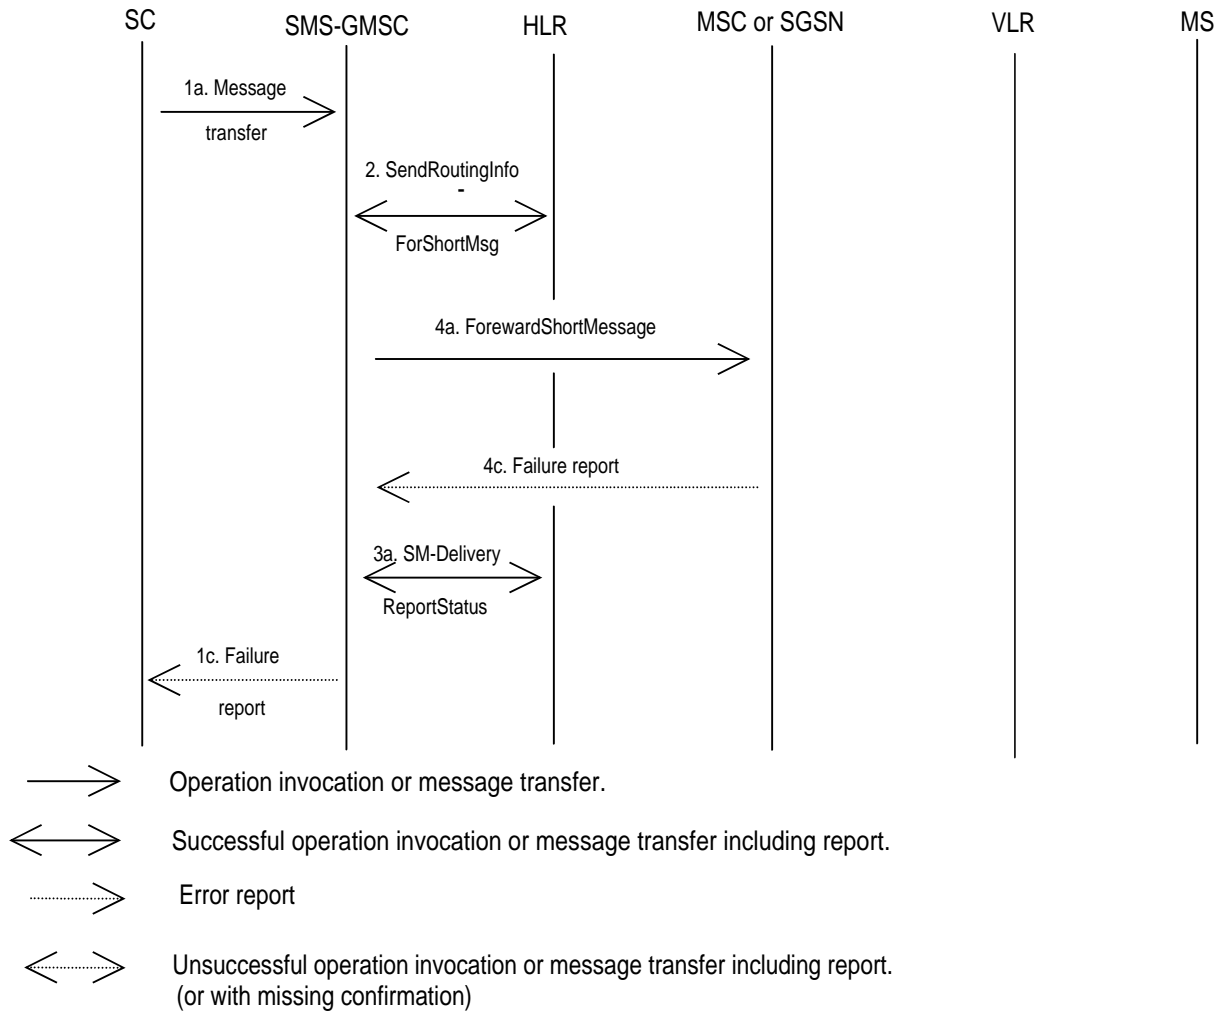 SC SMS-GMSC HLR MSC or SGSN VLR MS
1a. Message
transfer
2. SendRoutingInfo
-
ForShortMsg
4a. ForewardShortMessage
4c. Failure report
3a. SM-Delivery
ReportStatus
1c. Failure
report
Operation invocation or message transfer.
Successful operation invocation or message transfer including report.
Error report
Unsuccessful operation invocation or message transfer including report.
(or with missing confirmation)